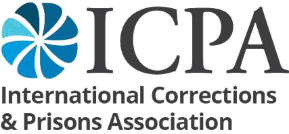 ICPA
International Corrections
& Prisons Association